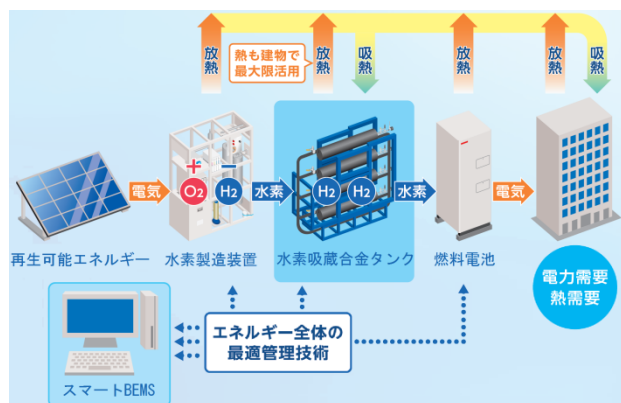 放熱
熱も建物で
最大限活用
放熱
吸熱
放熱
放熱
吸熱
電気
O2
H2
水素
H2
H2
水素
電気
再生可能エネルギー
水素製造装置
水素吸蔵合金タンク
燃料電池
電力需要
熱需要
エネルギー全体の
最適管理技術
スマートBEMS